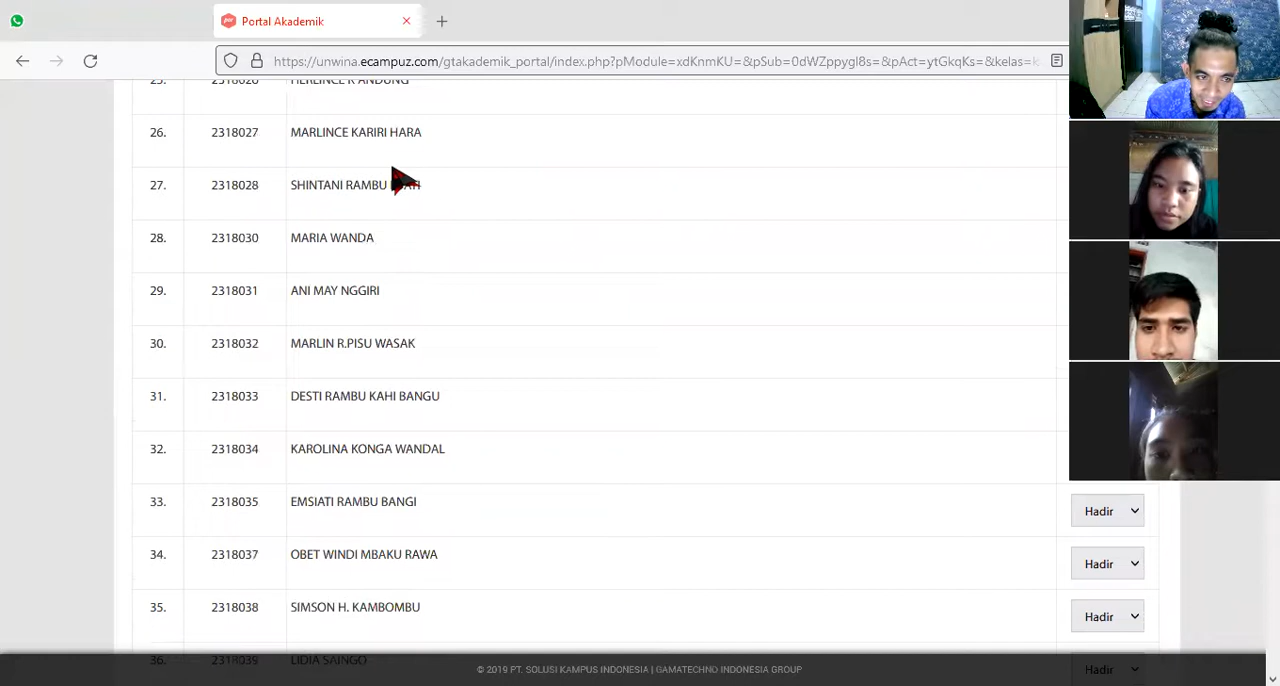 Portal Akademik
https://unwincecampuz.com/gtakademik_portal/index.php?pModule=xdKnmKU=&pSub=0dWZppygl8s=&pAct=ytGkqKs=&kelas=
26. 2318027 MARLINCE KARIRI HARA
27. 2318028 SHINTANI RAMBU
28. 2318030 MARIA WANDA
29. 2318031 ANI MAY NGGIRI
30. 2318032 MARLIN R.PISU WASAK
31. 2318033 DESTI RAMBU KAHI BANGU
32. 2318034 KAROLINA KONGA WANDAL
33. 2318035 EMSIATI RAMBU BANGI Hadir
34. 2318037 OBET WINDI MBAKU RAWA Hadir
35. 2318038 SIMSON H. KAMBOMBU Hadir
36. 2318039 LIDIA SAINGO Hadir
© 2019 PT. SOLUSI KAMPUS INDONESIA | GAMATECHNO INDONESIA GROUP